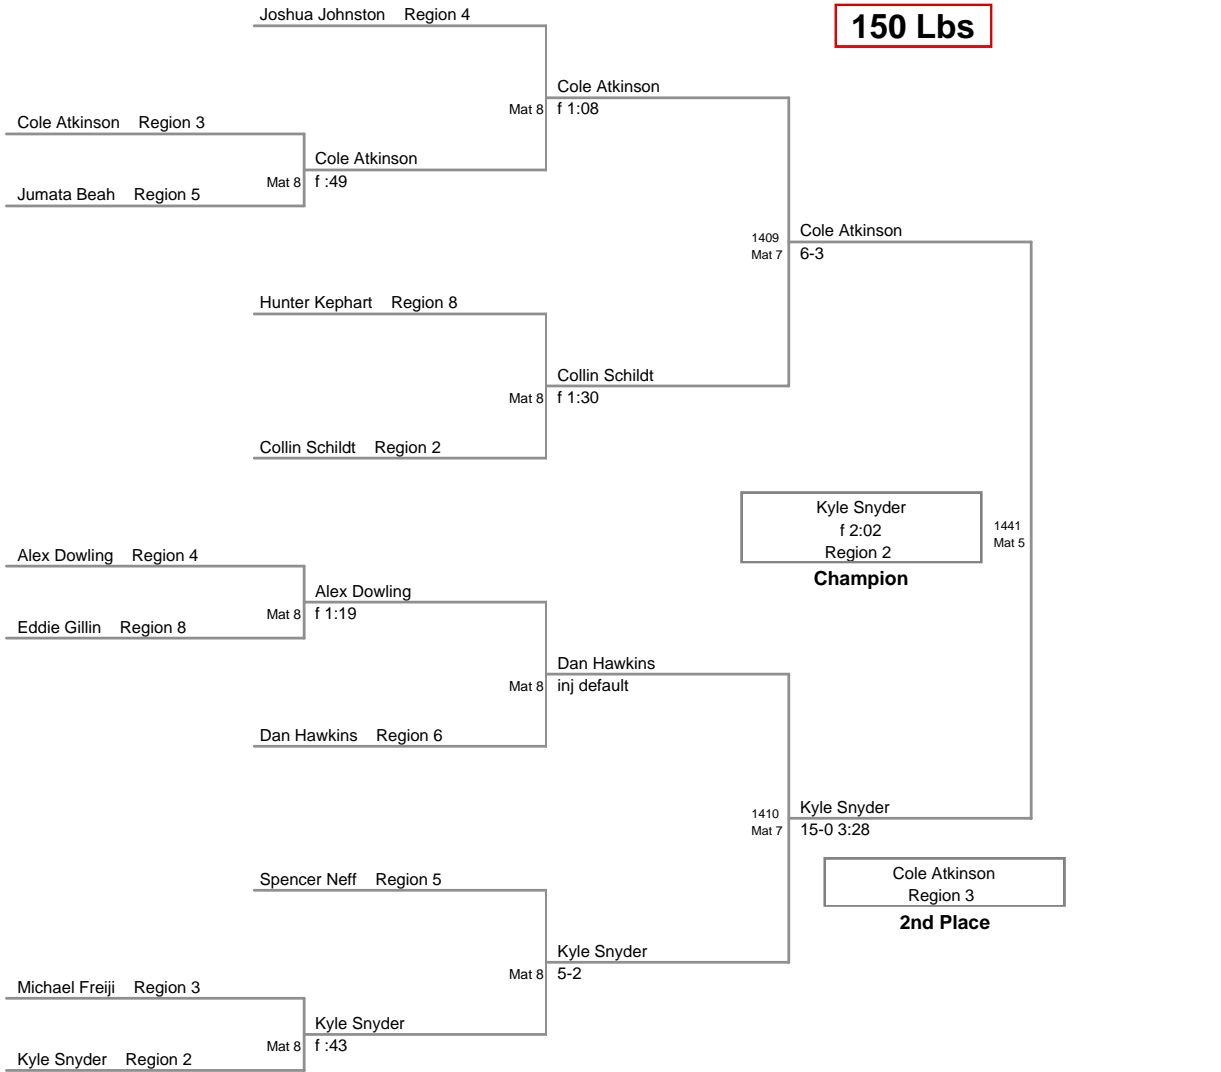 Joshua Johnston Region 4
150 Lbs
Cole Atkinson
Mat 8 f 1:08
Cole Atkinson Region 3
Cole Atkinson
Mat 8 f :49
Jumata Beah Region 5
Cole Atkinson
1409
Mat 7 6-3
Hunter Kephart Region 8
Collin Schildt
Mat 8 f 1:30
Collin Schildt Region 2
Kyle Snyder
f 2:02
Region 2
Champion
1441
Mat 5
Alex Dowling Region 4
Alex Dowling
Mat 8 f 1:19
Eddie Gillin Region 8
Dan Hawkins
Mat 8 inj default
Dan Hawkins Region 6
Kyle Snyder
1410
Mat 7 15-0 3:28
Cole Atkinson
Region 3
2nd Place
Spencer Neff Region 5
Kyle Snyder
Mat 8 5-2
Michael Freiji Region 3
Kyle Snyder
Mat 8 f :43
Kyle Snyder Region 2